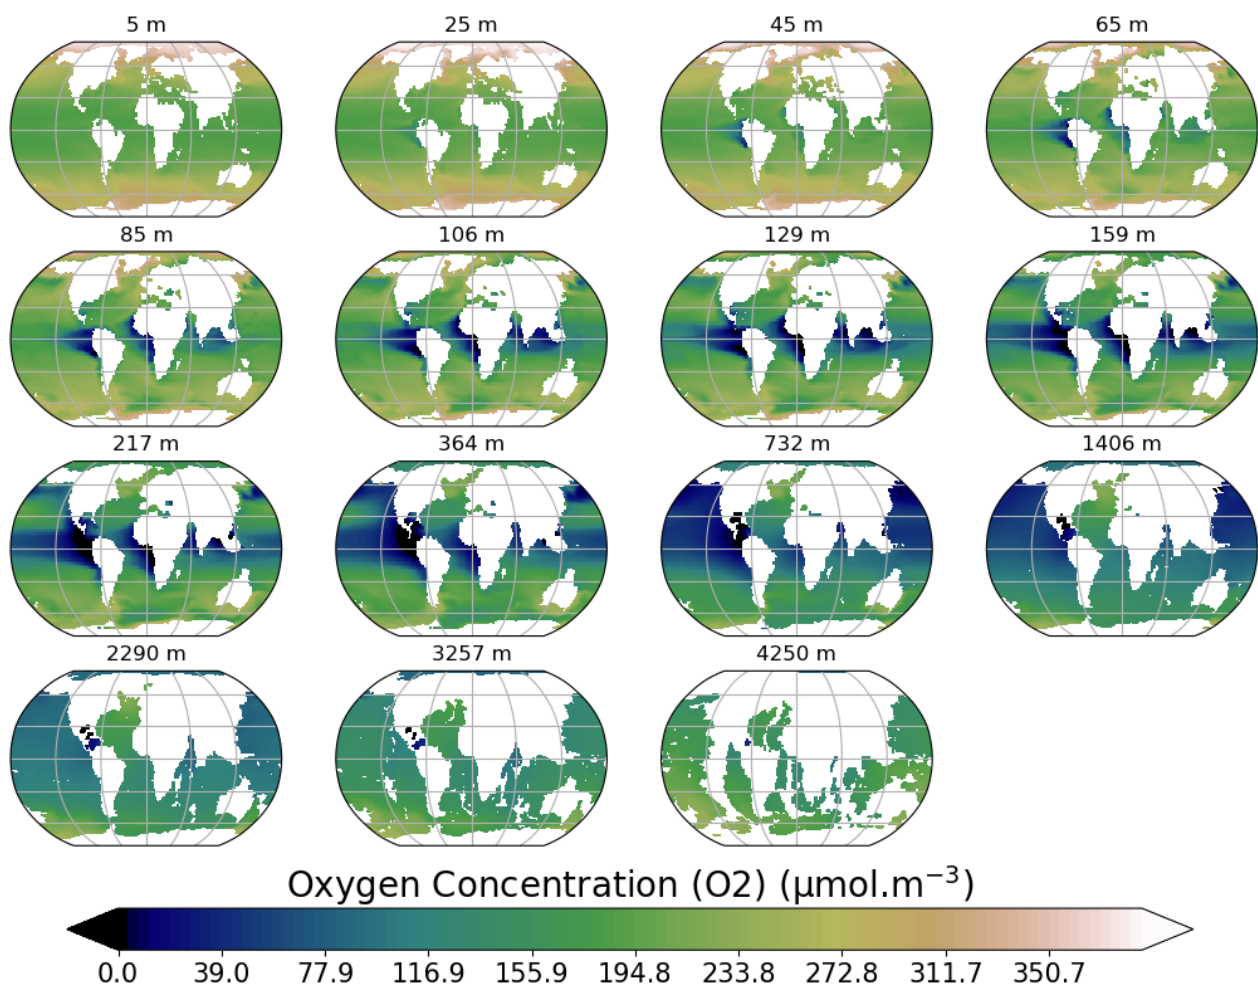 5 m
25 m
45 m
65 m
85 m
106 m
129 m
159 m
217 m
364 m
732 m
1406 m
2290 m
3257 m
4250 m
Oxygen Concentration (O2) (μmol.m⁻³)
0.0 39.0 77.9 116.9 155.9 194.8 233.8 272.8 311.7 350.7